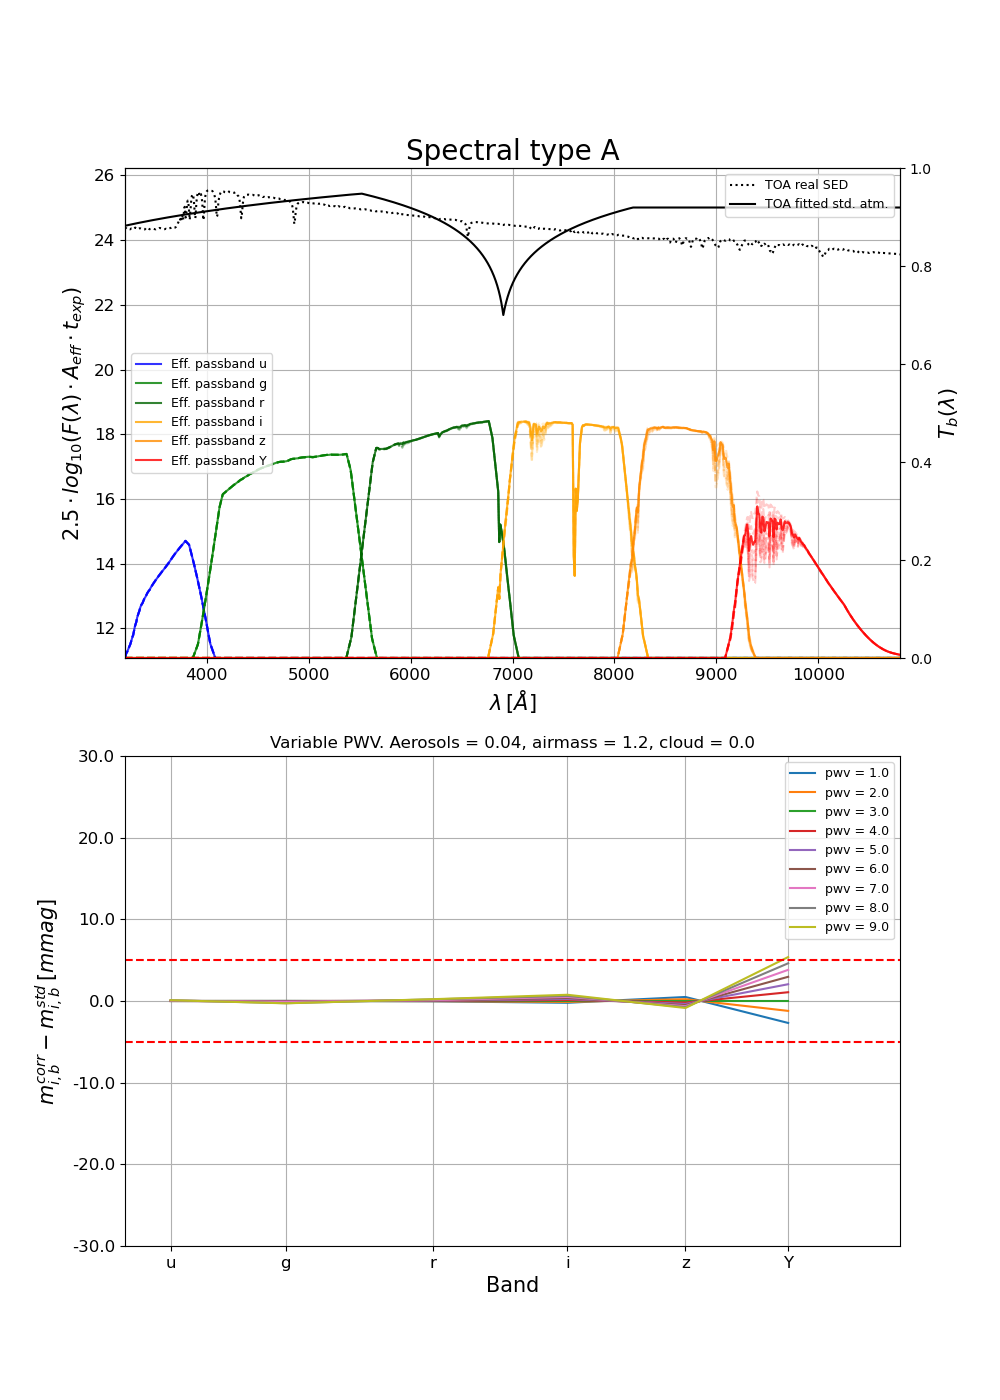 Spectral type A
26
24
22
20
18
16
14
12
2.5 · log10(F(λ) · Aeff · texp)
1.0
0.8
0.6
0.4
0.2
0.0
Tb(λ)
TOA real SED
TOA fitted std. atm.
Eff. passband u
Eff. passband g
Eff. passband r
Eff. passband i
Eff. passband z
Eff. passband Y
4000 5000 6000 7000 8000 9000 10000
λ [Å]
Variable PWV. Aerosols = 0.04, airmass = 1.2, cloud = 0.0
30.0
20.0
10.0
0.0
-10.0
-20.0
-30.0
m^{corr}_{i,b} − m^{std}_{i,b} [mmag]
pwv = 1.0
pwv = 2.0
pwv = 3.0
pwv = 4.0
pwv = 5.0
pwv = 6.0
pwv = 7.0
pwv = 8.0
pwv = 9.0
u g r i z Y
Band